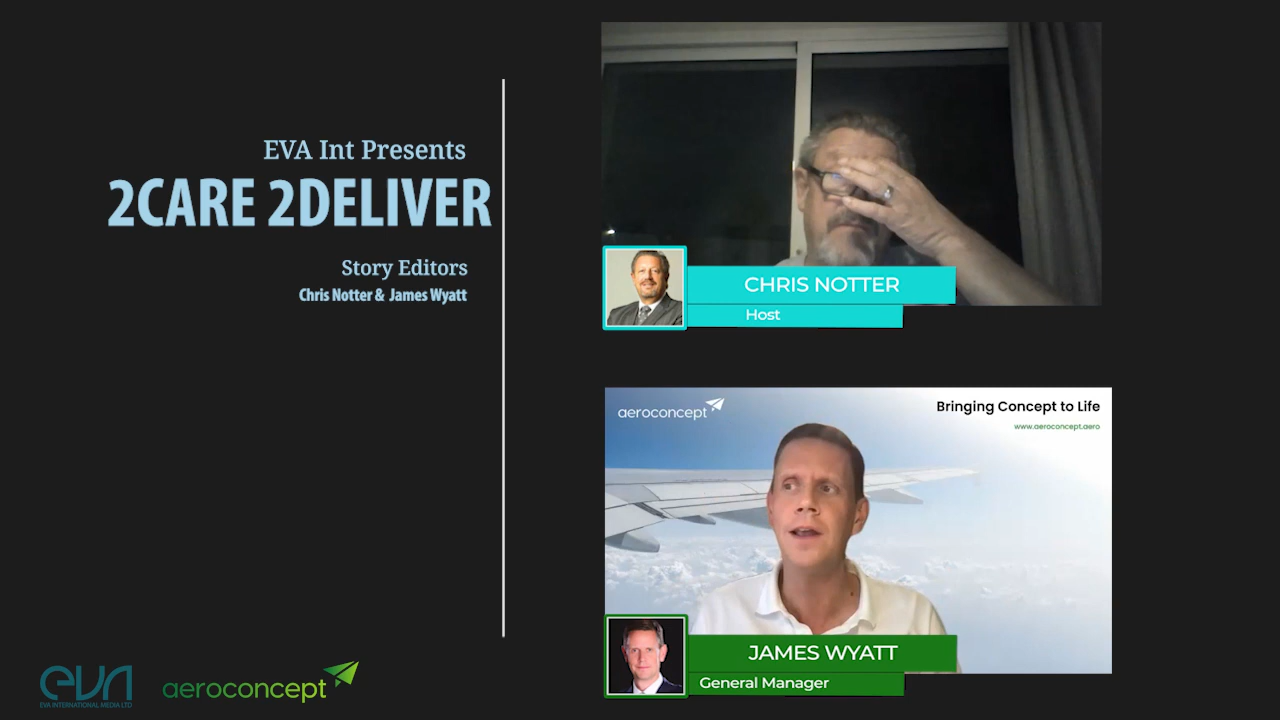 EVA Int Presents
2CARE 2DELIVER
Story Editors
Chris Notter & James Wyatt
CHRIS NOTTER
Host
aeroconcept
Bringing Concept to Life
www.aeroconcept.aero
JAMES WYATT
General Manager
eva
EVA INTERNATIONAL MEDIA LTD
aeroconcept